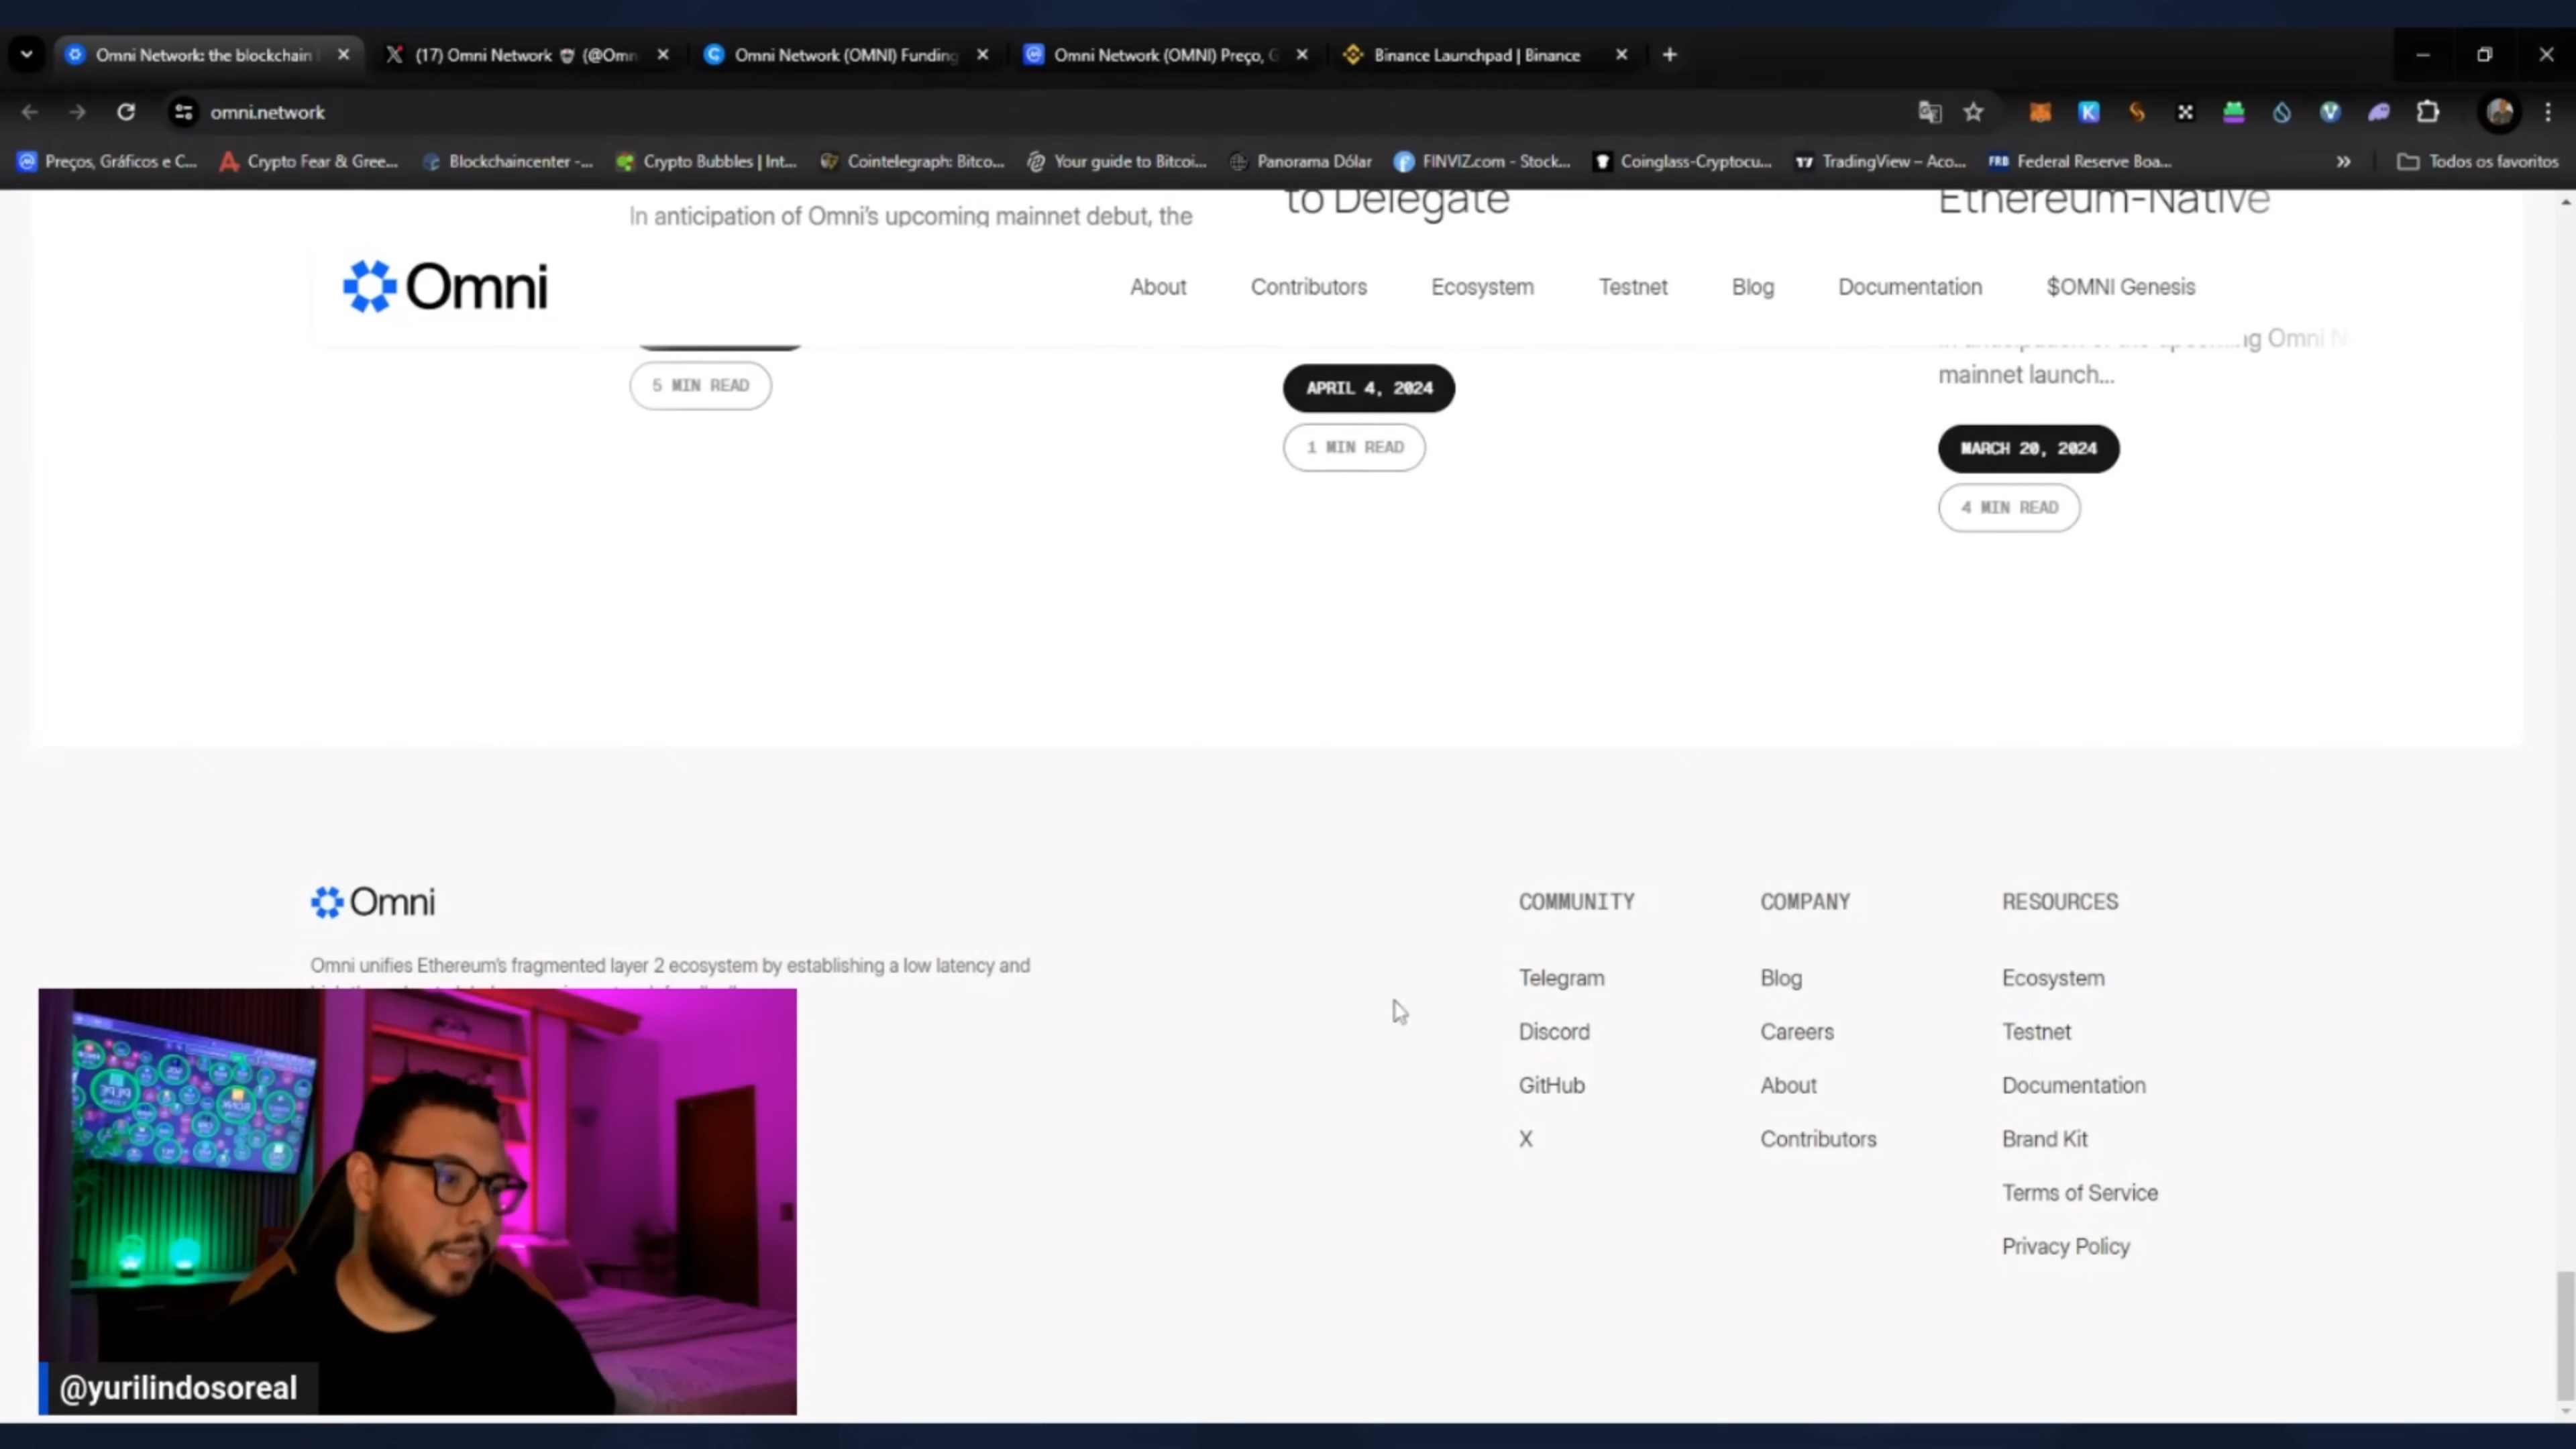 Omni Network: the blockchain
(17) Omni Network
Omni Network (OMNI) Funding
Omni Network (OMNI) Preço,
Binance Launchpad | Binance
omni.network
Preços, Gráficos e C...
Crypto Fear & Gree...
Blockchaincenter -...
Crypto Bubbles | Int...
Cointelegraph: Bitco...
Your guide to Bitcoi...
Panorama Dólar
FINVIZ.com - Stock...
Coinglass-Cryptocu...
TradingView – Aco...
FRB Federal Reserve Boa...
Todos os favoritos
In anticipation of Omni's upcoming mainnet debut, the
to Delegate
Ethereum-Native
Omni
About
Contributors
Ecosystem
Testnet
Blog
Documentation
$OMNI Genesis
5 MIN READ
APRIL 4, 2024
1 MIN READ
Omni
mainnet launch...
MARCH 20, 2024
4 MIN READ
Omni
Omni unifies Ethereum's fragmented layer 2 ecosystem by establishing a low latency and
COMMUNITY
Telegram
Discord
GitHub
X
COMPANY
Blog
Careers
About
Contributors
RESOURCES
Ecosystem
Testnet
Documentation
Brand Kit
Terms of Service
Privacy Policy
@yurilindosoreal